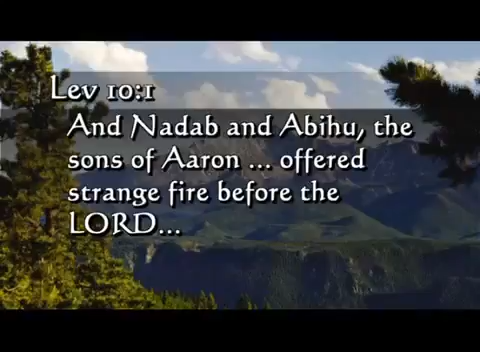 Lev 10:1
And Nadab and Abihu, the
sons of Aaron ... offered
strange fire before the
LORD...